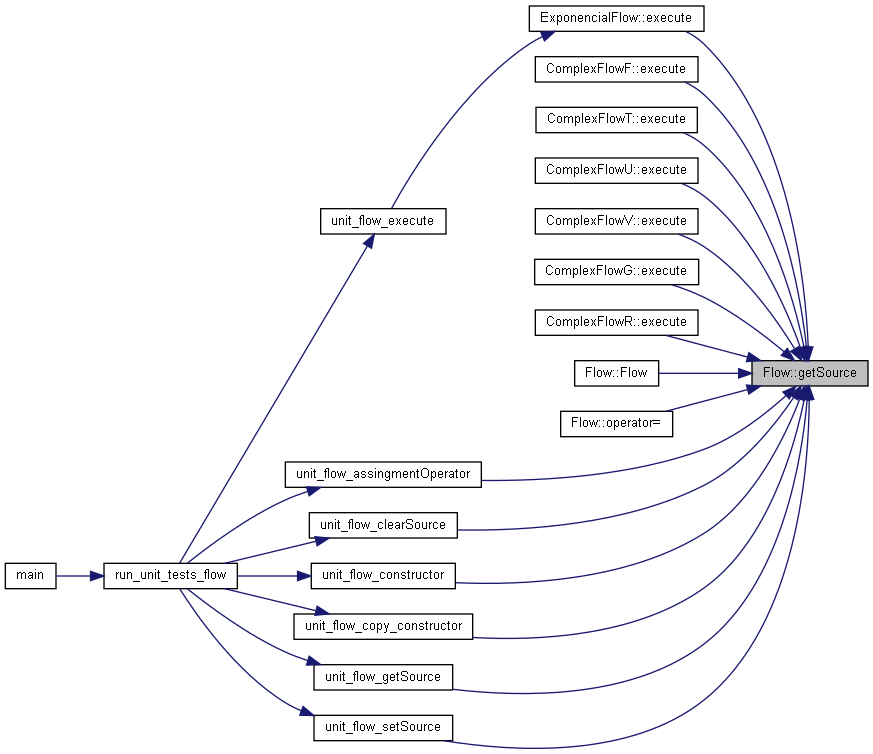 ExponencialFlow::execute
ComplexFlowF::execute
ComplexFlowT::execute
ComplexFlowU::execute
unit_flow_execute
ComplexFlowV::execute
ComplexFlowG::execute
ComplexFlowR::execute
Flow::Flow
Flow::getSource
Flow::operator=
unit_flow_assingmentOperator
unit_flow_clearSource
main
run_unit_tests_flow
unit_flow_constructor
unit_flow_copy_constructor
unit_flow_getSource
unit_flow_setSource